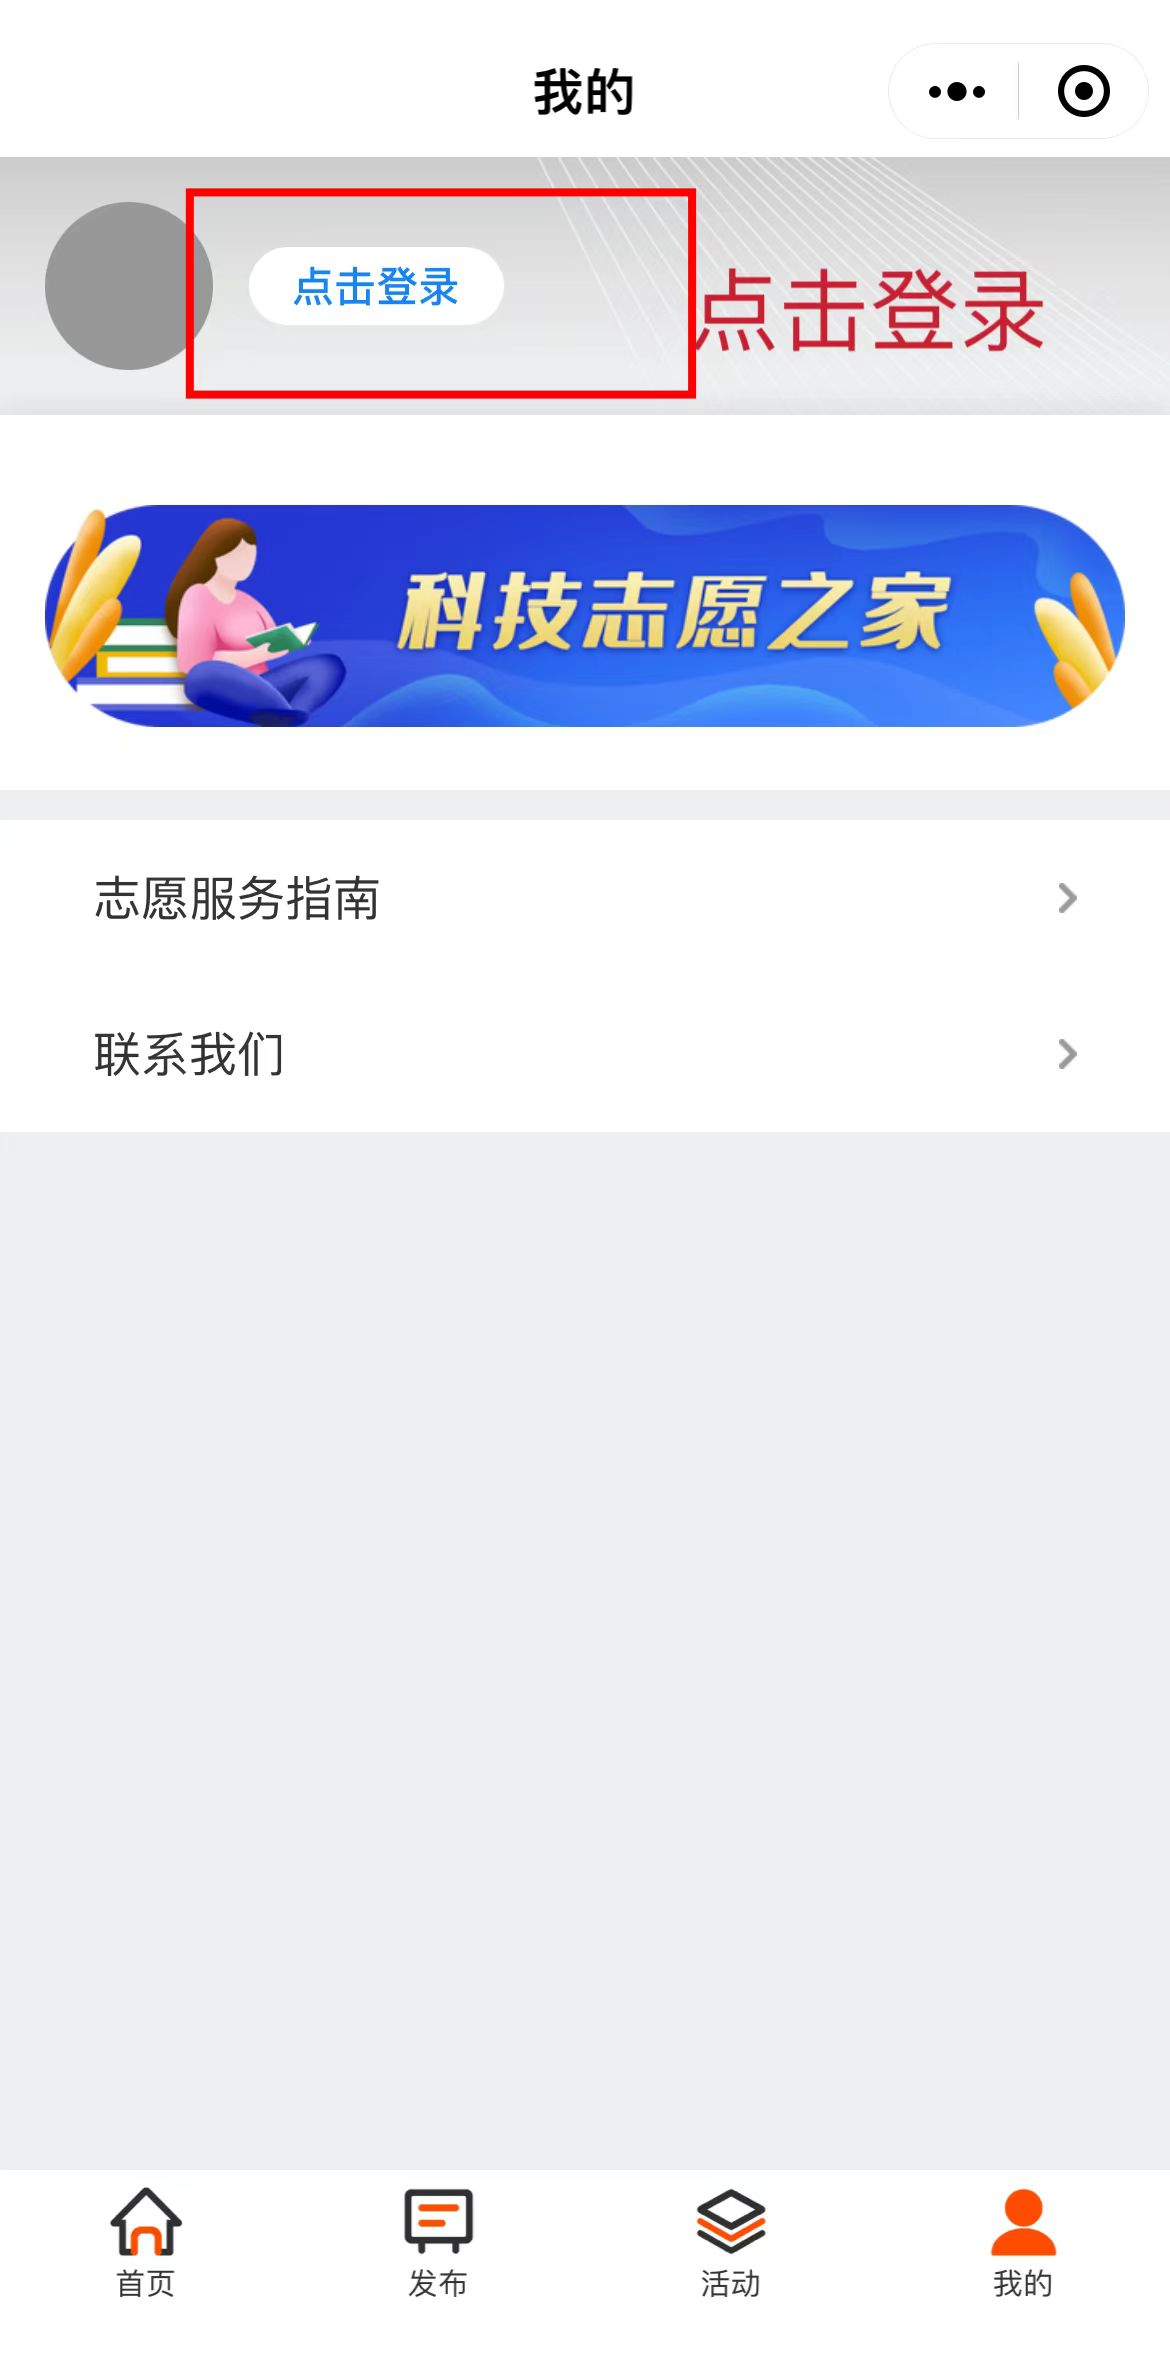 我的
点击登录
点击登录
科技志愿之家
志愿服务指南
联系我们
首页
发布
活动
我的